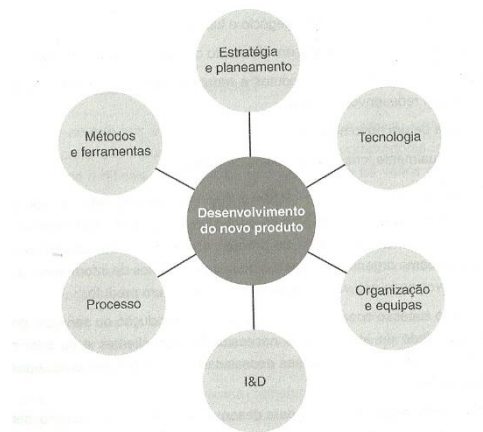 Estratégia
e planeamento
Métodos
e ferramentas
Tecnologia
Desenvolvimento
do novo produto
Processo
Organização
e equipas
I&D